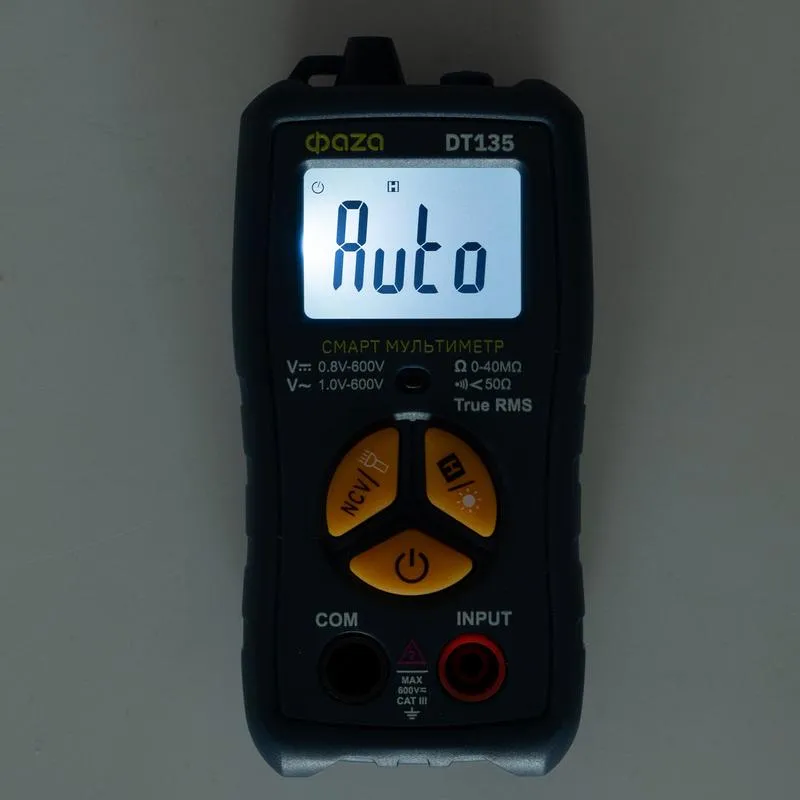 фаzа DT135
H
Auto
СМАРТ МУЛЬТИМЕТР
V⎓ 0.8V-600V Ω 0-40MΩ
V~ 1.0V-600V <50Ω
True RMS
NCV/ H/
COM INPUT
MAX
600V≂
CAT III